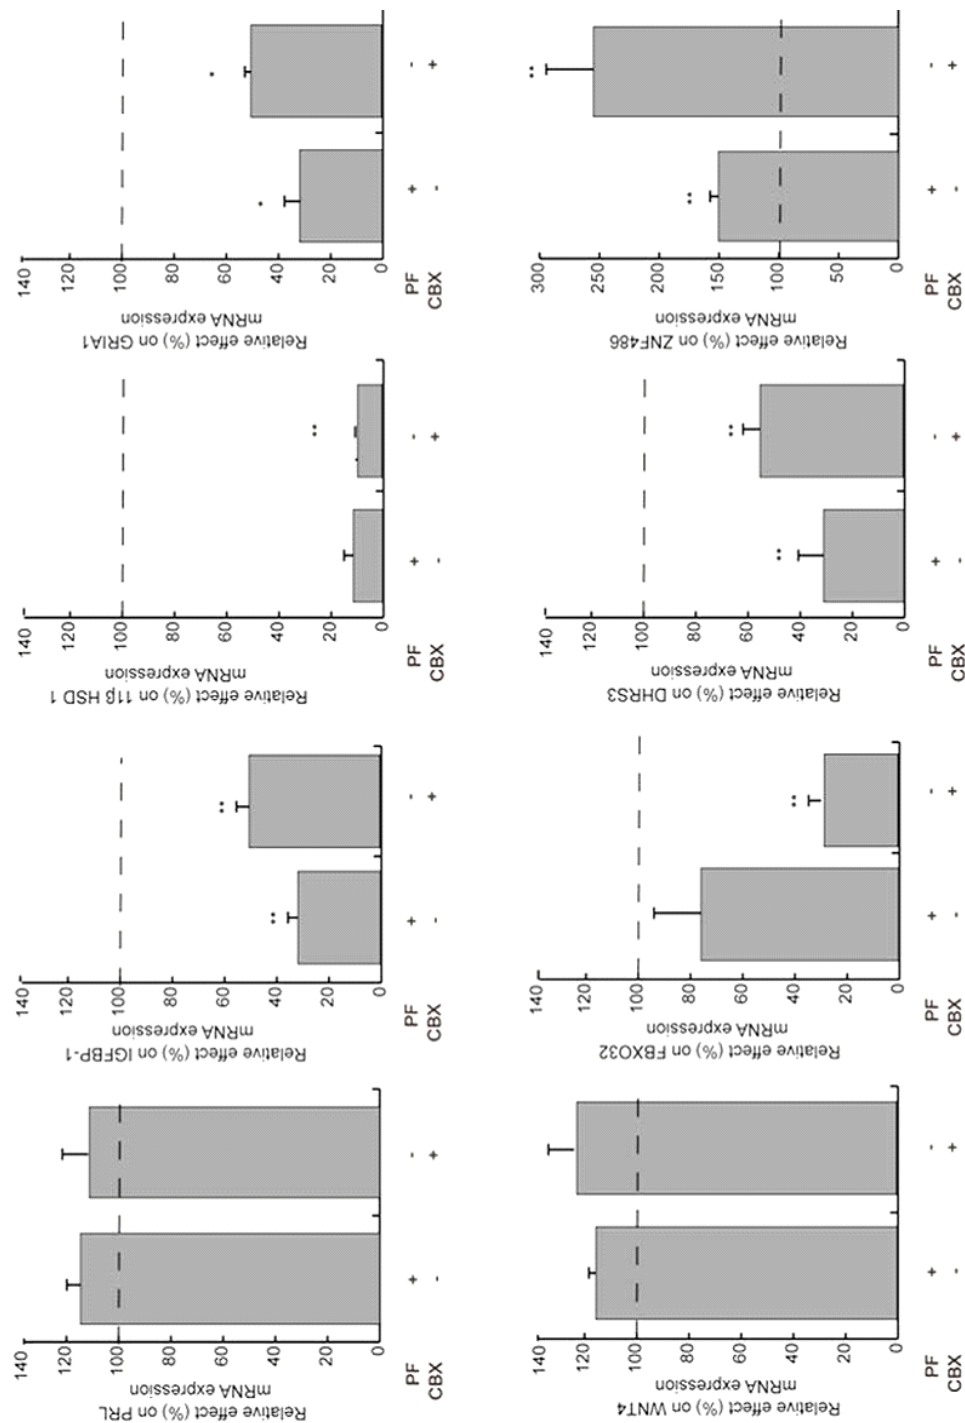 Relative effect (%) on PRL
mRNA expression
140
120
100
80
60
40
20
0
PF + -
CBX - +
Relative effect (%) on IGFBP-1
mRNA expression
140
120
100
80
60
40
20
0
** **
PF + -
CBX - +
Relative effect (%) on 11β HSD 1
mRNA expression
140
120
100
80
60
40
20
0
**
PF + -
CBX - +
Relative effect (%) on GRIA1
mRNA expression
140
120
100
80
60
40
20
0
* *
PF + -
CBX - +
Relative effect (%) on WNT4
mRNA expression
140
120
100
80
60
40
20
0
PF + -
CBX - +
Relative effect (%) on FBXO32
mRNA expression
140
120
100
80
60
40
20
0
**
PF + -
CBX - +
Relative effect (%) on DHRS3
mRNA expression
140
120
100
80
60
40
20
0
** **
PF + -
CBX - +
Relative effect (%) on ZNF486
mRNA expression
300
250
200
150
100
50
0
** **
PF + -
CBX - +